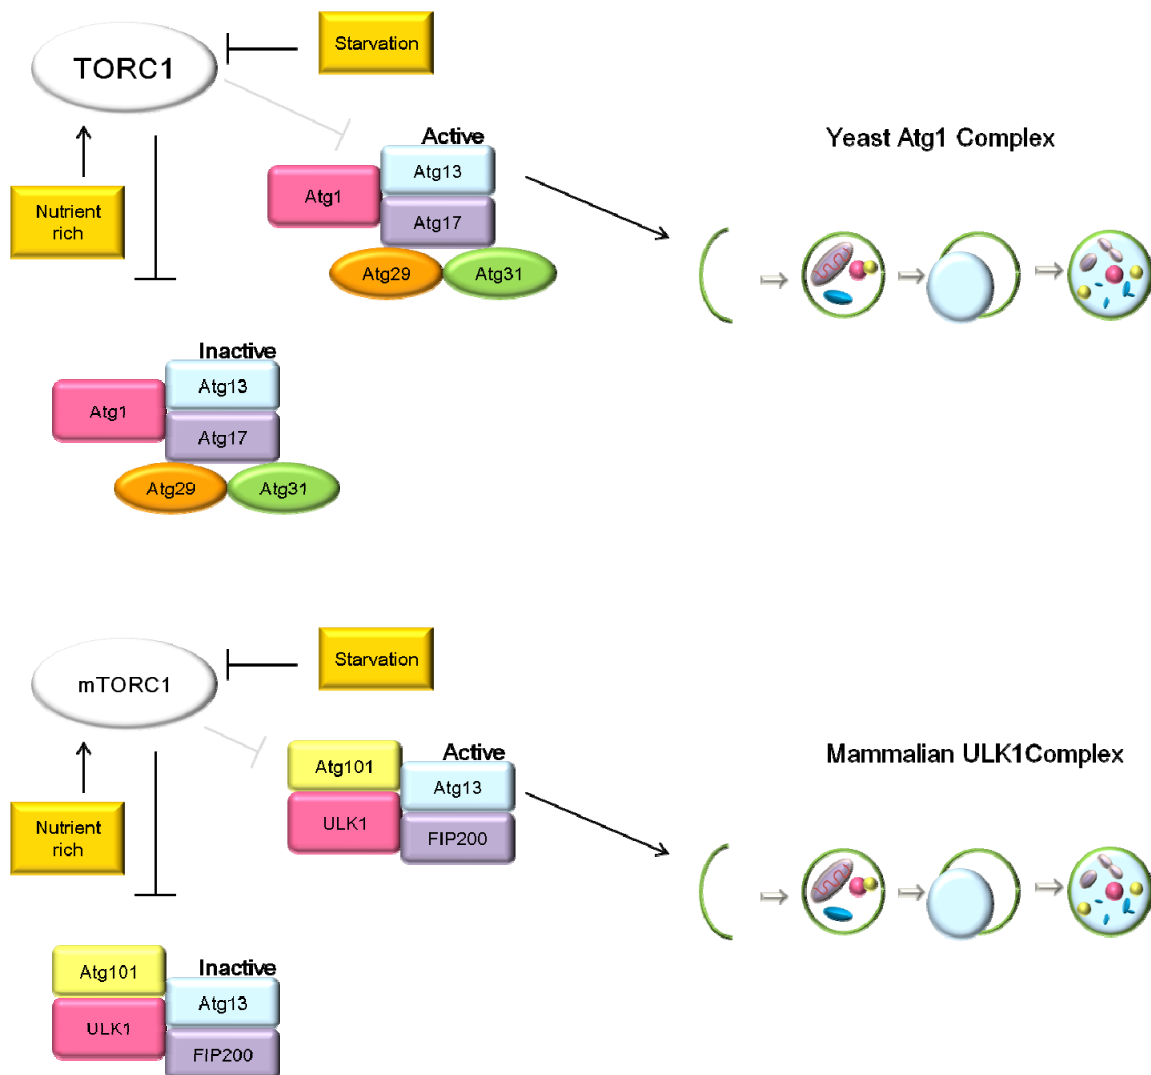 Starvation
TORC1
Active
Yeast Atg1 Complex
Atg13
Atg1
Nutrient
rich
Atg17
Atg29
Atg31
Inactive
Atg13
Atg1
Atg17
Atg29
Atg31
Starvation
mTORC1
Active
Mammalian ULK1Complex
Atg101
Atg13
ULK1
Nutrient
rich
FIP200
Inactive
Atg101
Atg13
ULK1
FIP200